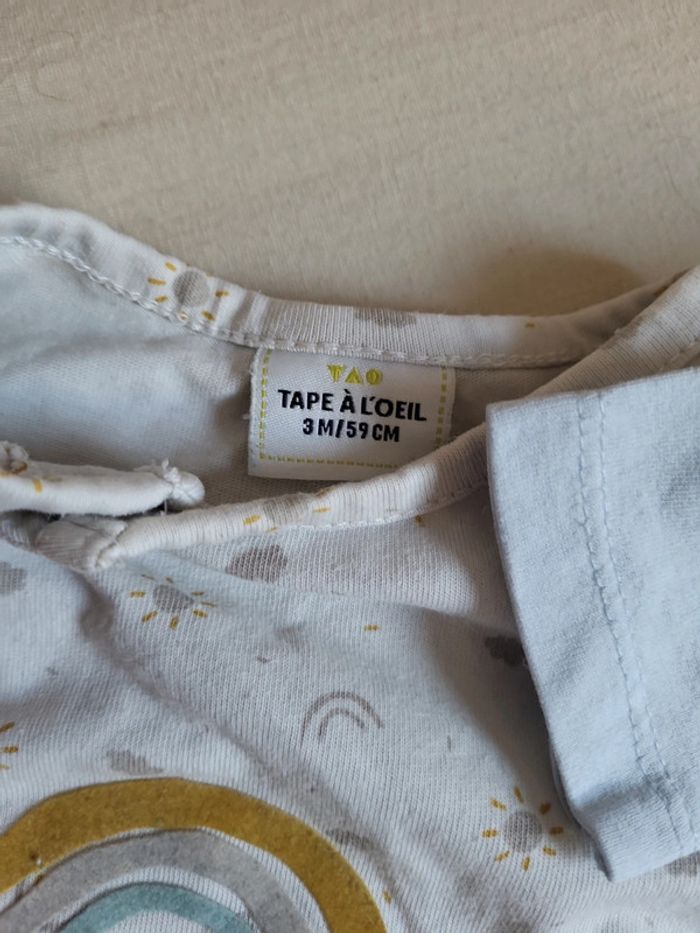 TAO
TAPE À L'OEIL
3M/59CM